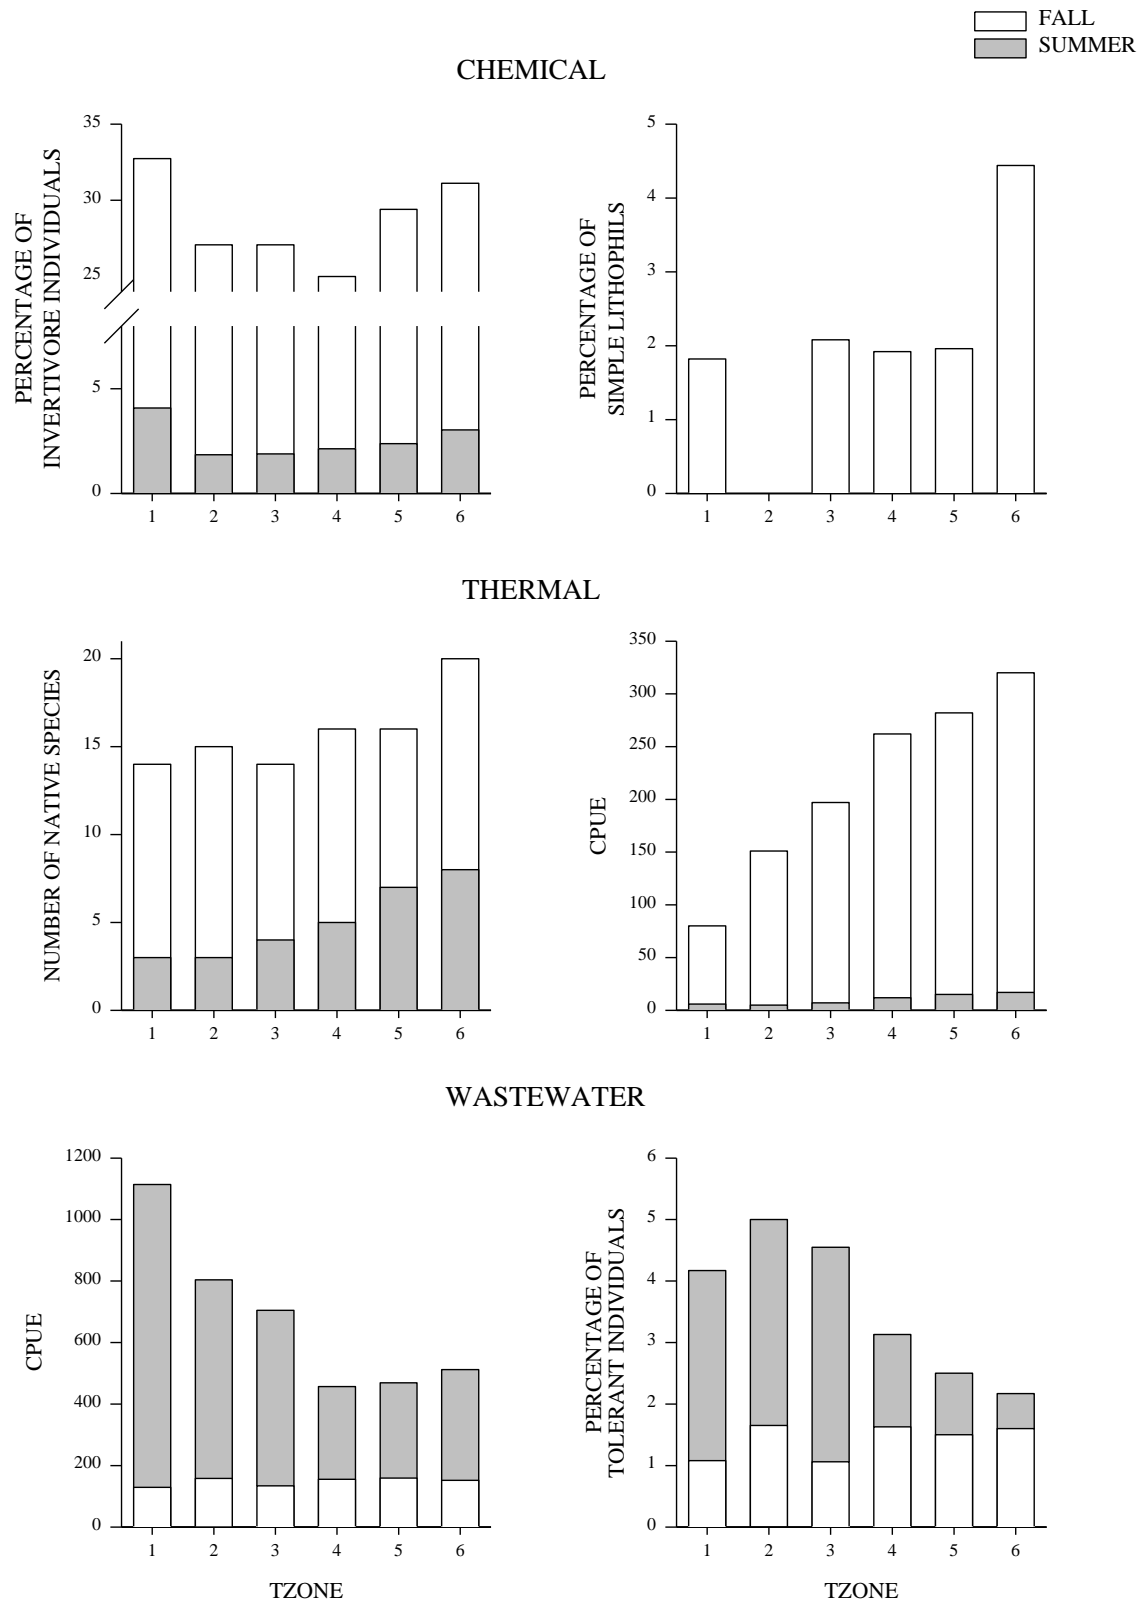 FALL
SUMMER
CHEMICAL
PERCENTAGE OF
INVERTIVORE INDIVIDUALS
35
30
25
5
0
1 2 3 4 5 6
PERCENTAGE OF
SIMPLE LITHOPHILS
5
4
3
2
1
0
1 2 3 4 5 6
THERMAL
NUMBER OF NATIVE SPECIES
20
15
10
5
0
1 2 3 4 5 6
CPUE
350
300
250
200
150
100
50
0
1 2 3 4 5 6
WASTEWATER
CPUE
1200
1000
800
600
400
200
0
1 2 3 4 5 6
TZONE
PERCENTAGE OF
TOLERANT INDIVIDUALS
6
5
4
3
2
1
0
1 2 3 4 5 6
TZONE